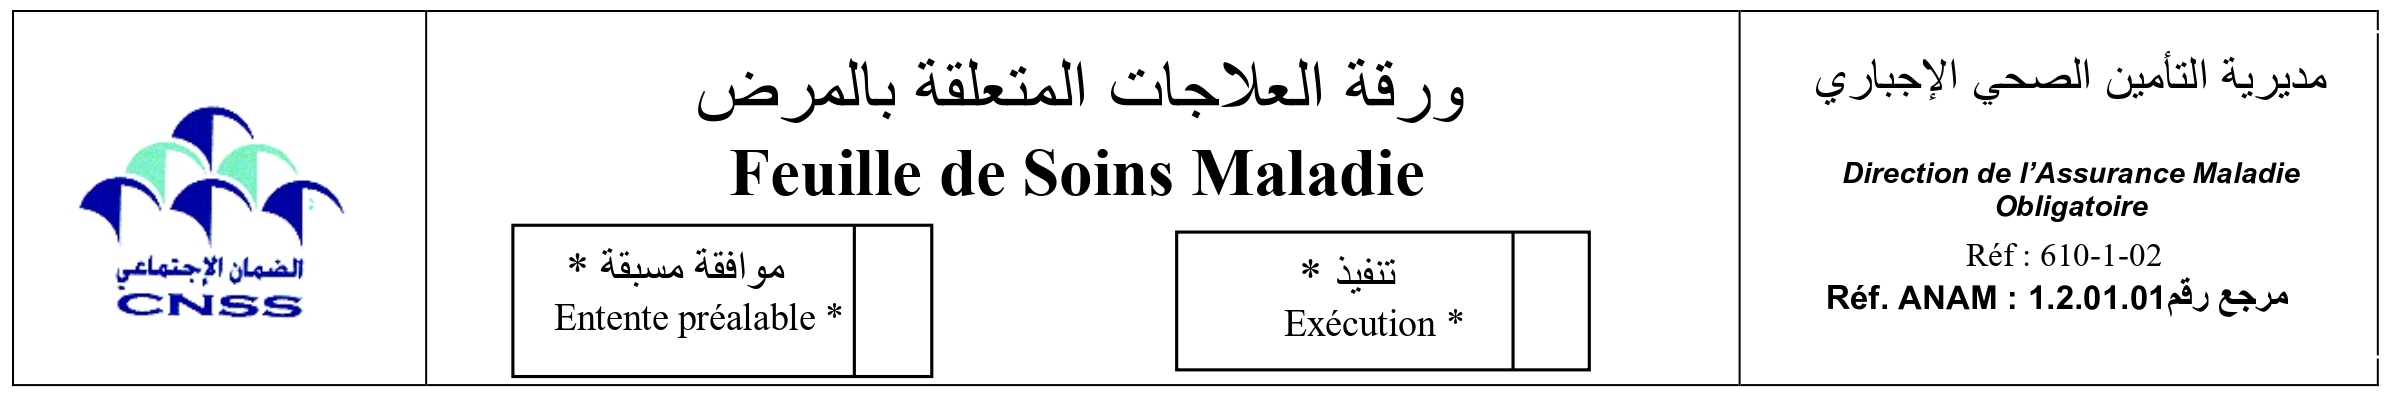 الضمان الإجتماعي
CNSS
ورقة العلاجات المتعلقة بالمرض
Feuille de Soins Maladie
موافقة مسبقة *
Entente préalable *
تنفيذ *
Exécution *
مديرية التأمين الصحي الإجباري
Direction de l’Assurance Maladie
Obligatoire
Réf : 610-1-02
Réf. ANAM : 1.2.01.01مرجع رقم